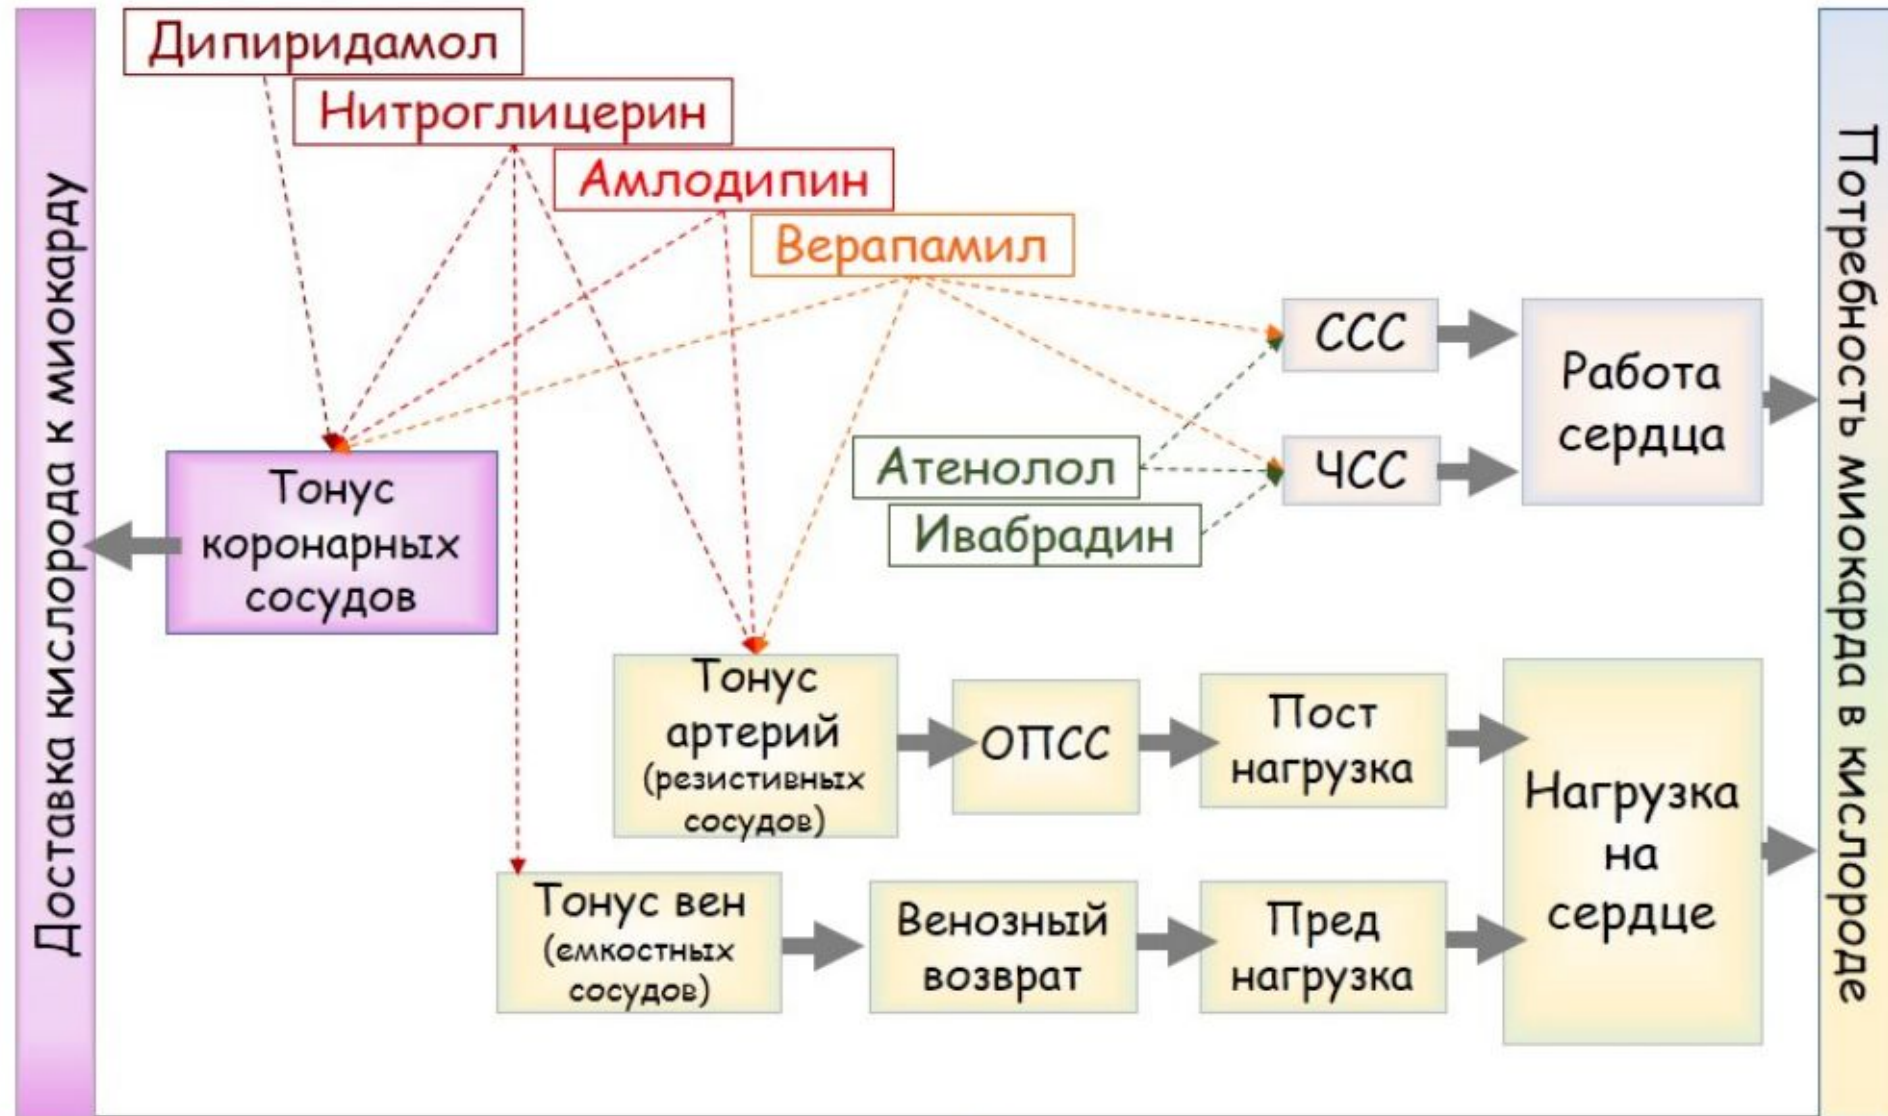 Доставка кислорода к миокарду
Дипиридамол
Нитроглицерин
Амлодипин
Верапамил
ССС
ЧСС
Работа
сердца
Атенолол
Ивабрадин
Тонус
коронарных
сосудов
Тонус
артерий
(резистивных
сосудов)
ОПСС
Пост
нагрузка
Тонус вен
(емкостных
сосудов)
Венозный
возврат
Пред
нагрузка
Нагрузка
на
сердце
Потребность миокарда в кислороде